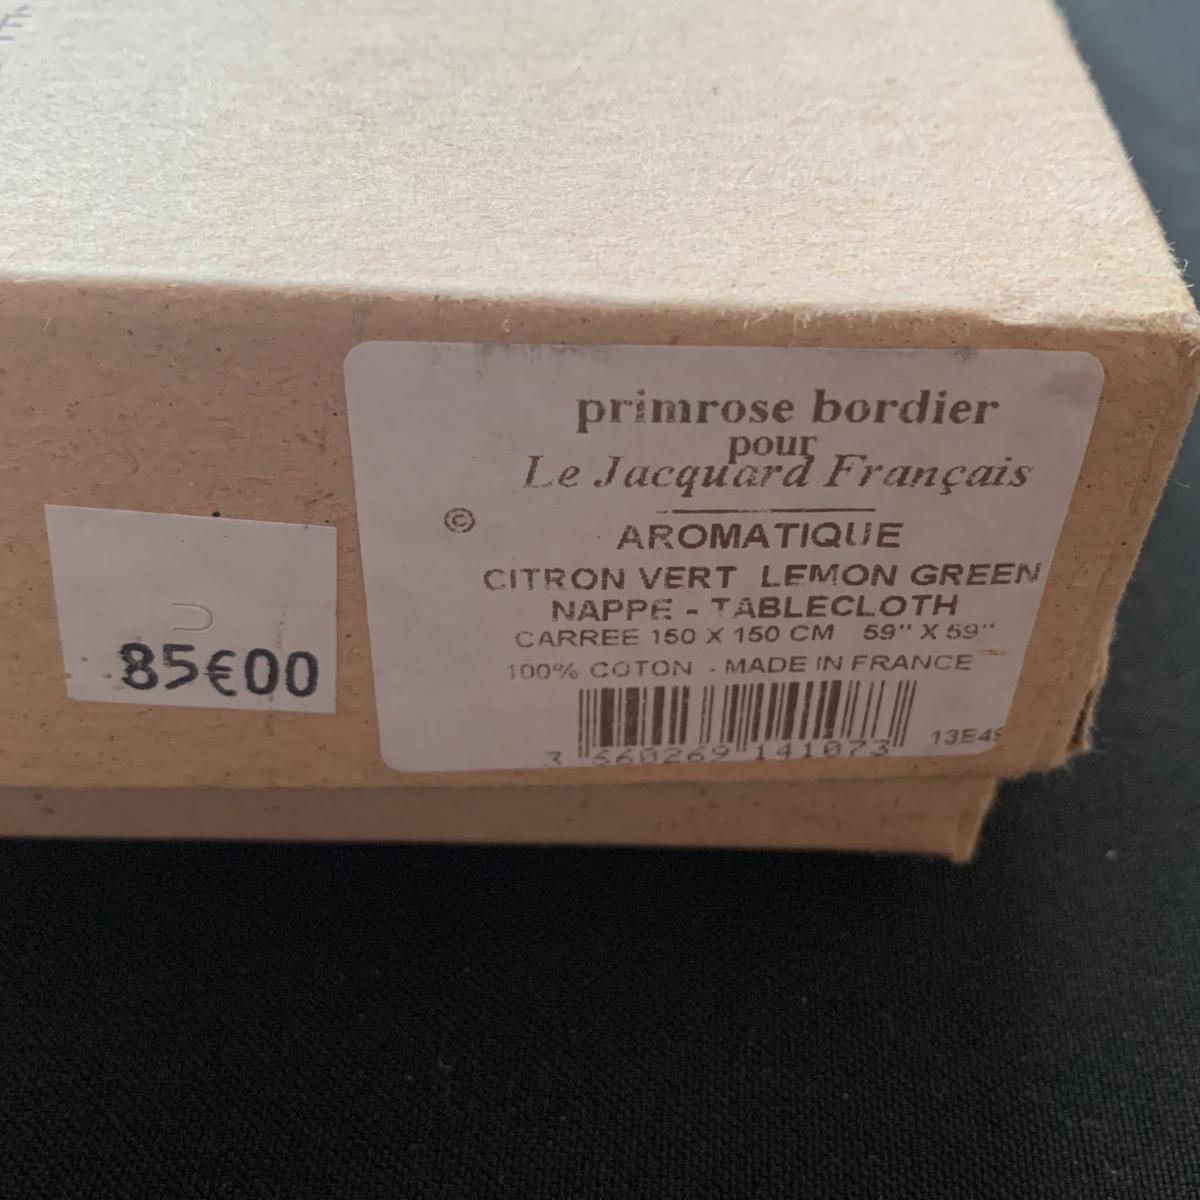 primrose bordier
pour
Le Jacquard Français
©
AROMATIQUE
CITRON VERT LEMON GREEN
NAPPE - TABLECLOTH
CARREE 150 X 150 CM 59" X 59"
100% COTON - MADE IN FRANCE
3 660269 141073
85€00